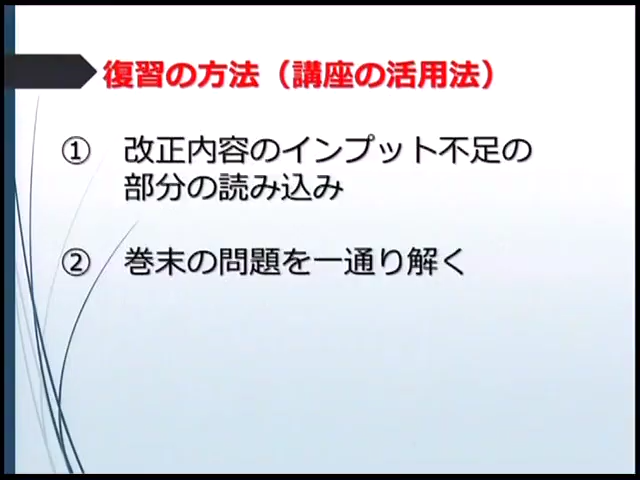 復習の方法（講座の活用法）
① 改正内容のインプット不足の
部分の読み込み
② 巻末の問題を一通り解く